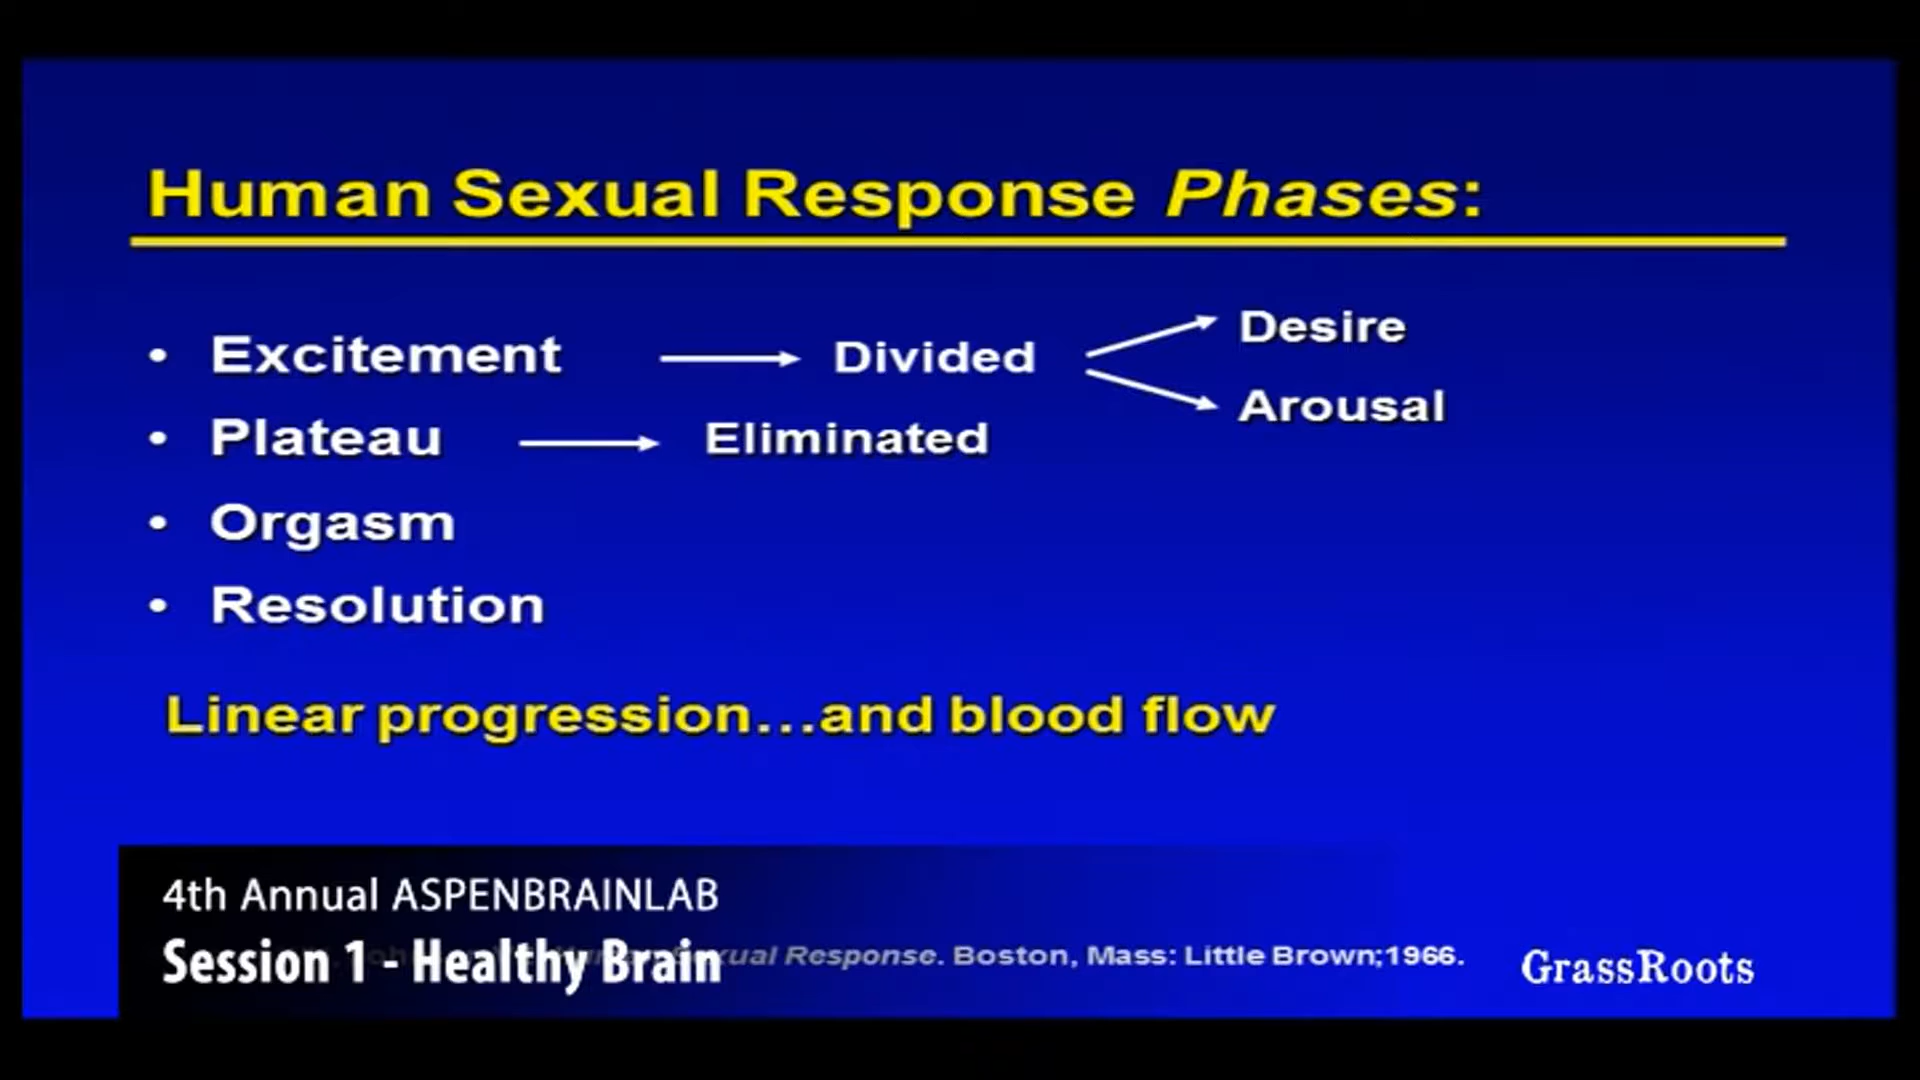 Human Sexual Response Phases:
• Excitement → Divided
Desire
Arousal
• Plateau → Eliminated
• Orgasm
• Resolution
Linear progression...and blood flow
4th Annual ASPENBRAINLAB
Session 1 - Healthy Brain
Sexual Response. Boston, Mass: Little Brown;1966.
GrassRoots